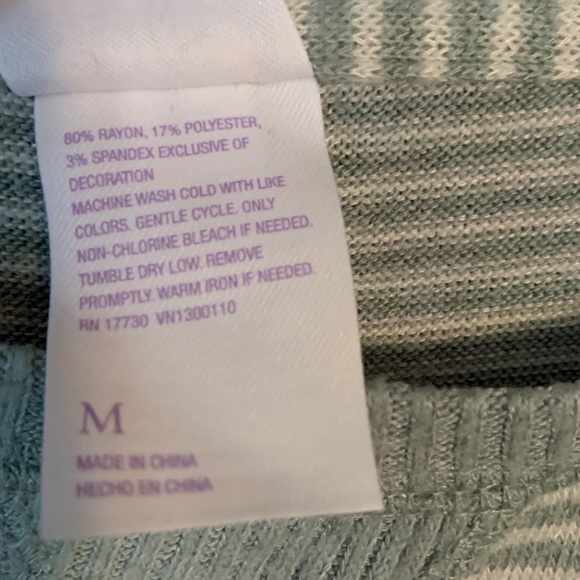 80% RAYON, 17% POLYESTER,
3% SPANDEX EXCLUSIVE OF
DECORATION
MACHINE WASH COLD WITH LIKE
COLORS. GENTLE CYCLE. ONLY
NON-CHLORINE BLEACH IF NEEDED.
TUMBLE DRY LOW. REMOVE
PROMPTLY. WARM IRON IF NEEDED.
RN 17730 VN1300110
M
MADE IN CHINA
HECHO EN CHINA